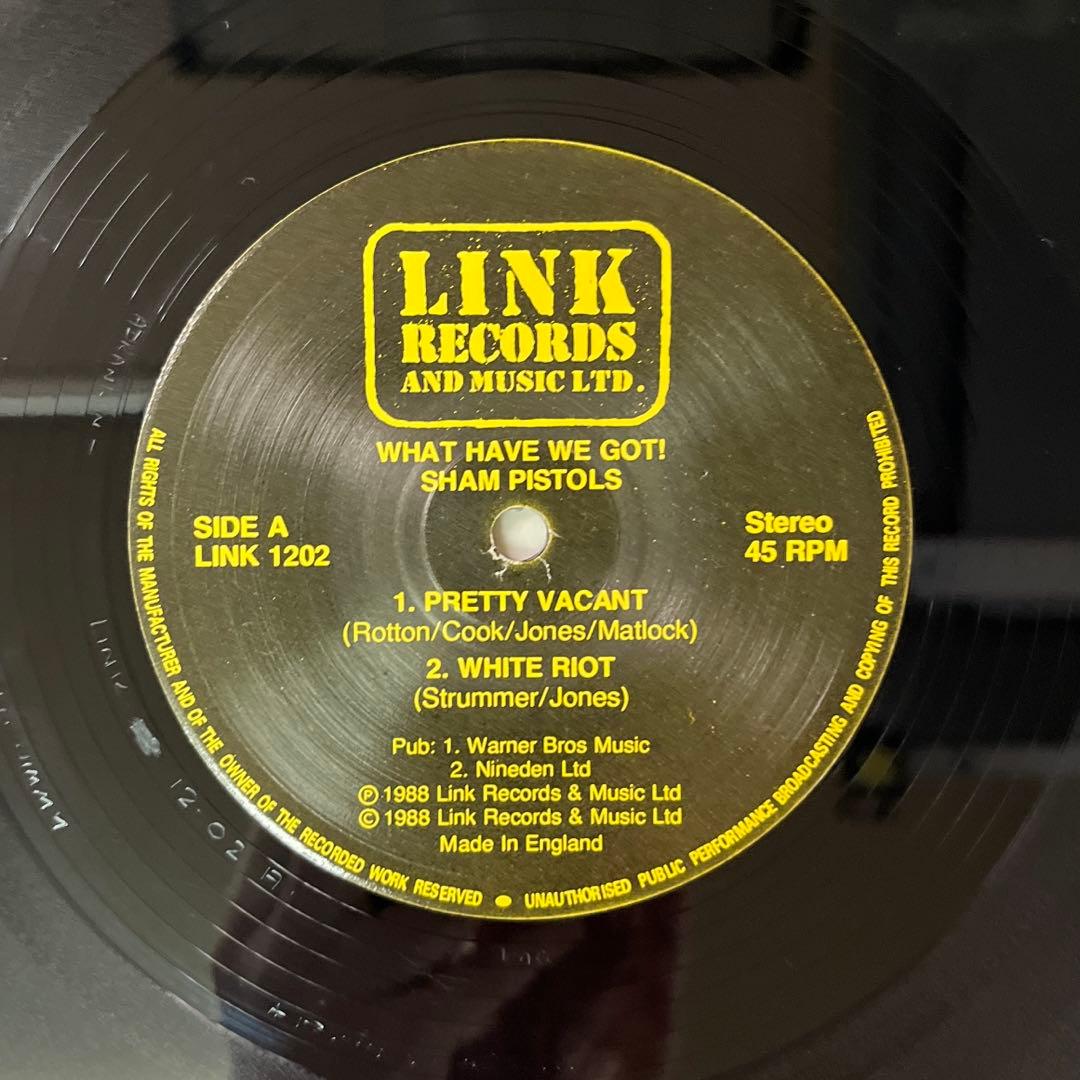 LINK
RECORDS
AND MUSIC LTD.
WHAT HAVE WE GOT!
SHAM PISTOLS
SIDE A
LINK 1202
Stereo
45 RPM
1. PRETTY VACANT
(Rotton/Cook/Jones/Matlock)
2. WHITE RIOT
(Strummer/Jones)
Pub: 1. Warner Bros Music
2. Nineden Ltd
℗ 1988 Link Records & Music Ltd
© 1988 Link Records & Music Ltd
Made In England
ALL RIGHTS OF THE MANUFACTURER AND OF THE OWNER OF THE RECORDED WORK RESERVED ● UNAUTHORISED PUBLIC PERFORMANCE BROADCASTING AND COPYING OF THIS RECORD PROHIBITED
LINK 12·02 A